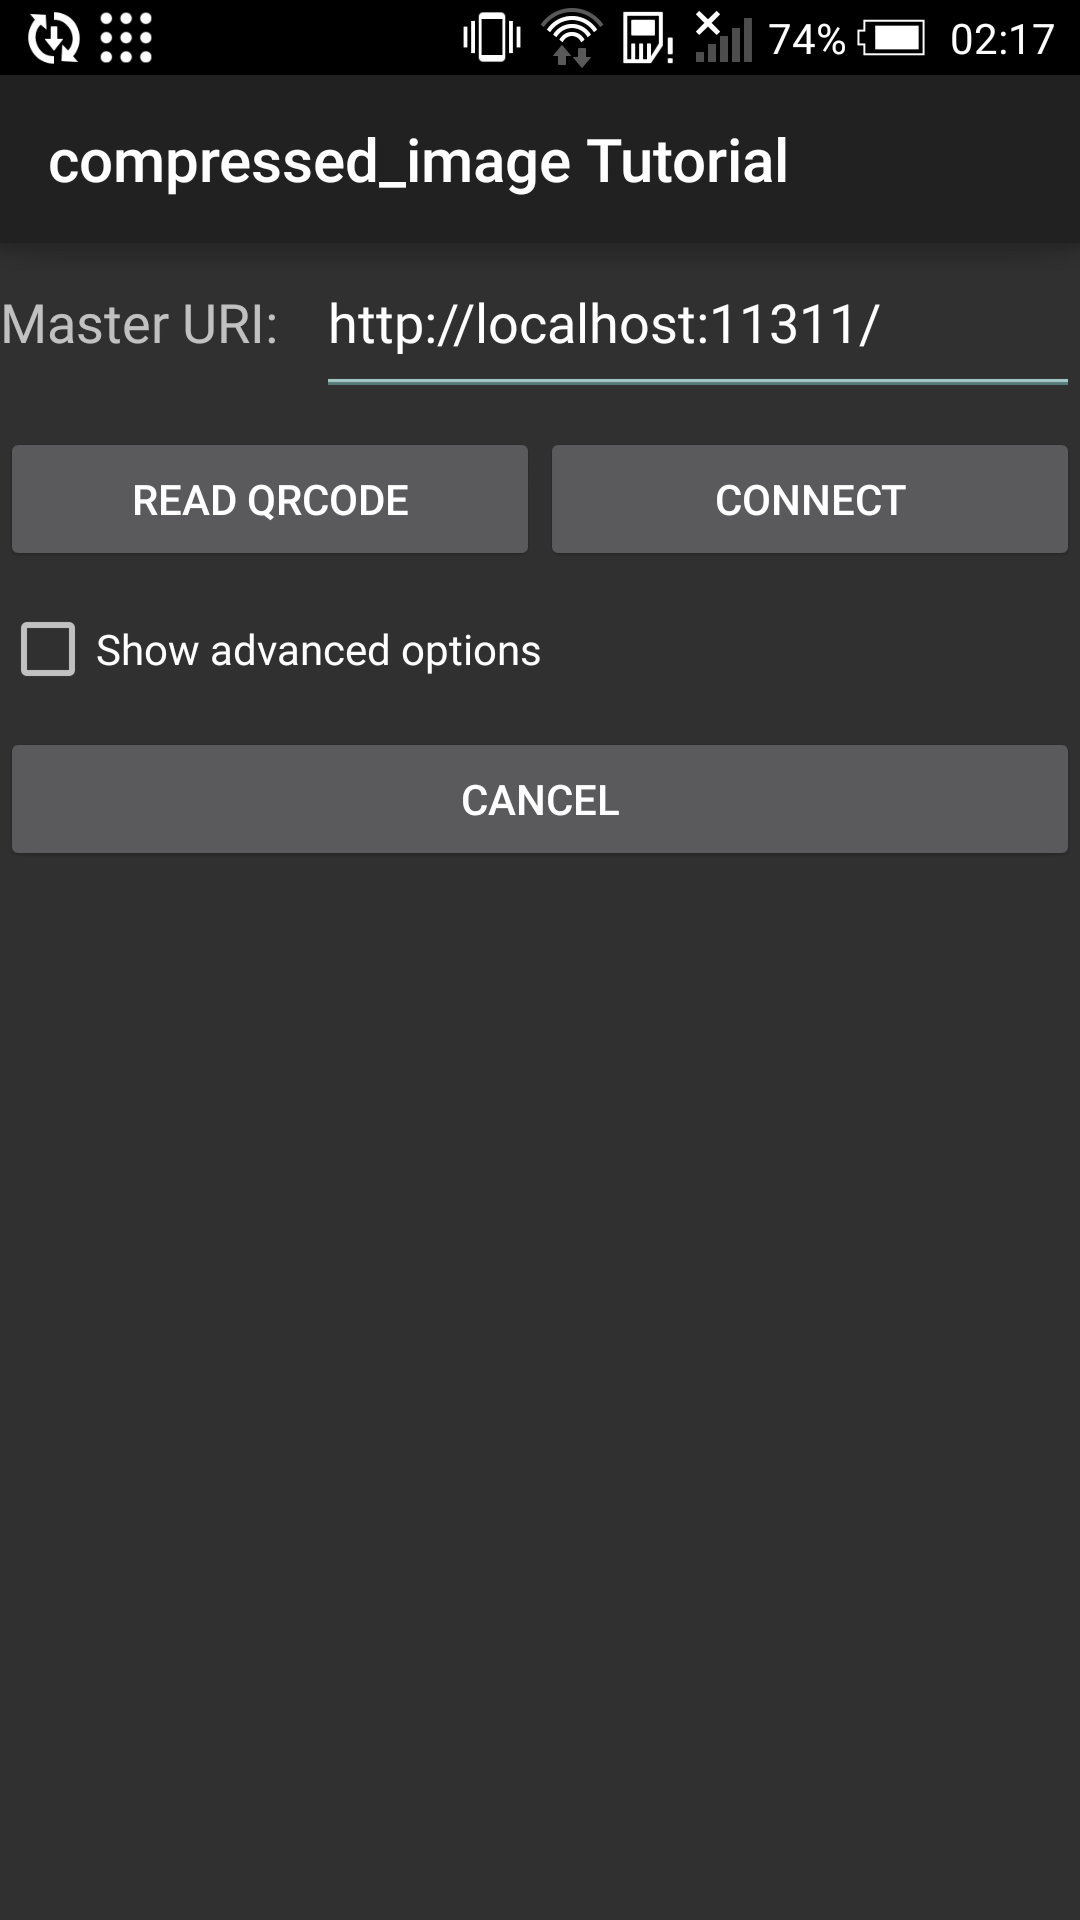 74% 02:17
compressed_image Tutorial
Master URI: http://localhost:11311/
READ QRCODE CONNECT
Show advanced options
CANCEL